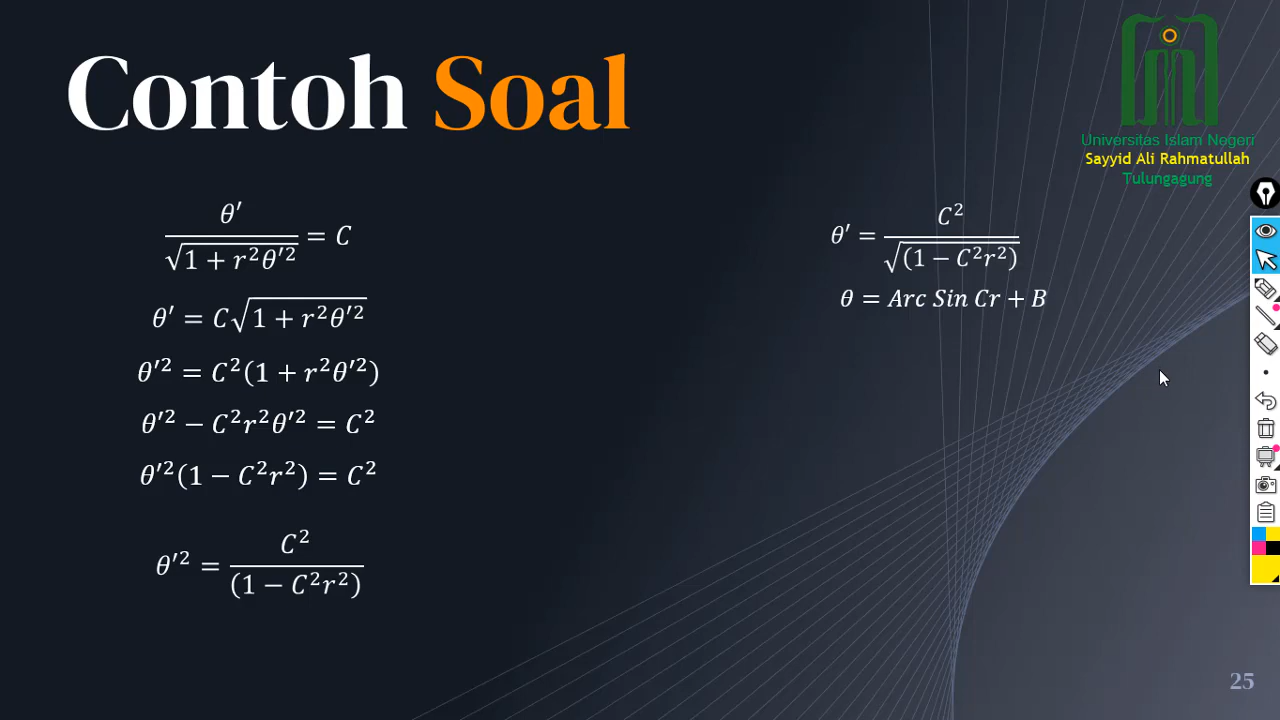 Contoh Soal
Universitas Islam Negeri
Sayyid Ali Rahmatullah
Tulungagung
θ′ / √(1 + r²θ′²) = C
θ′ = C√(1 + r²θ′²)
θ′² = C²(1 + r²θ′²)
θ′² − C²r²θ′² = C²
θ′²(1 − C²r²) = C²
θ′² = C² / (1 − C²r²)
θ′ = C² / √(1 − C²r²)
θ = Arc Sin Cr + B
25